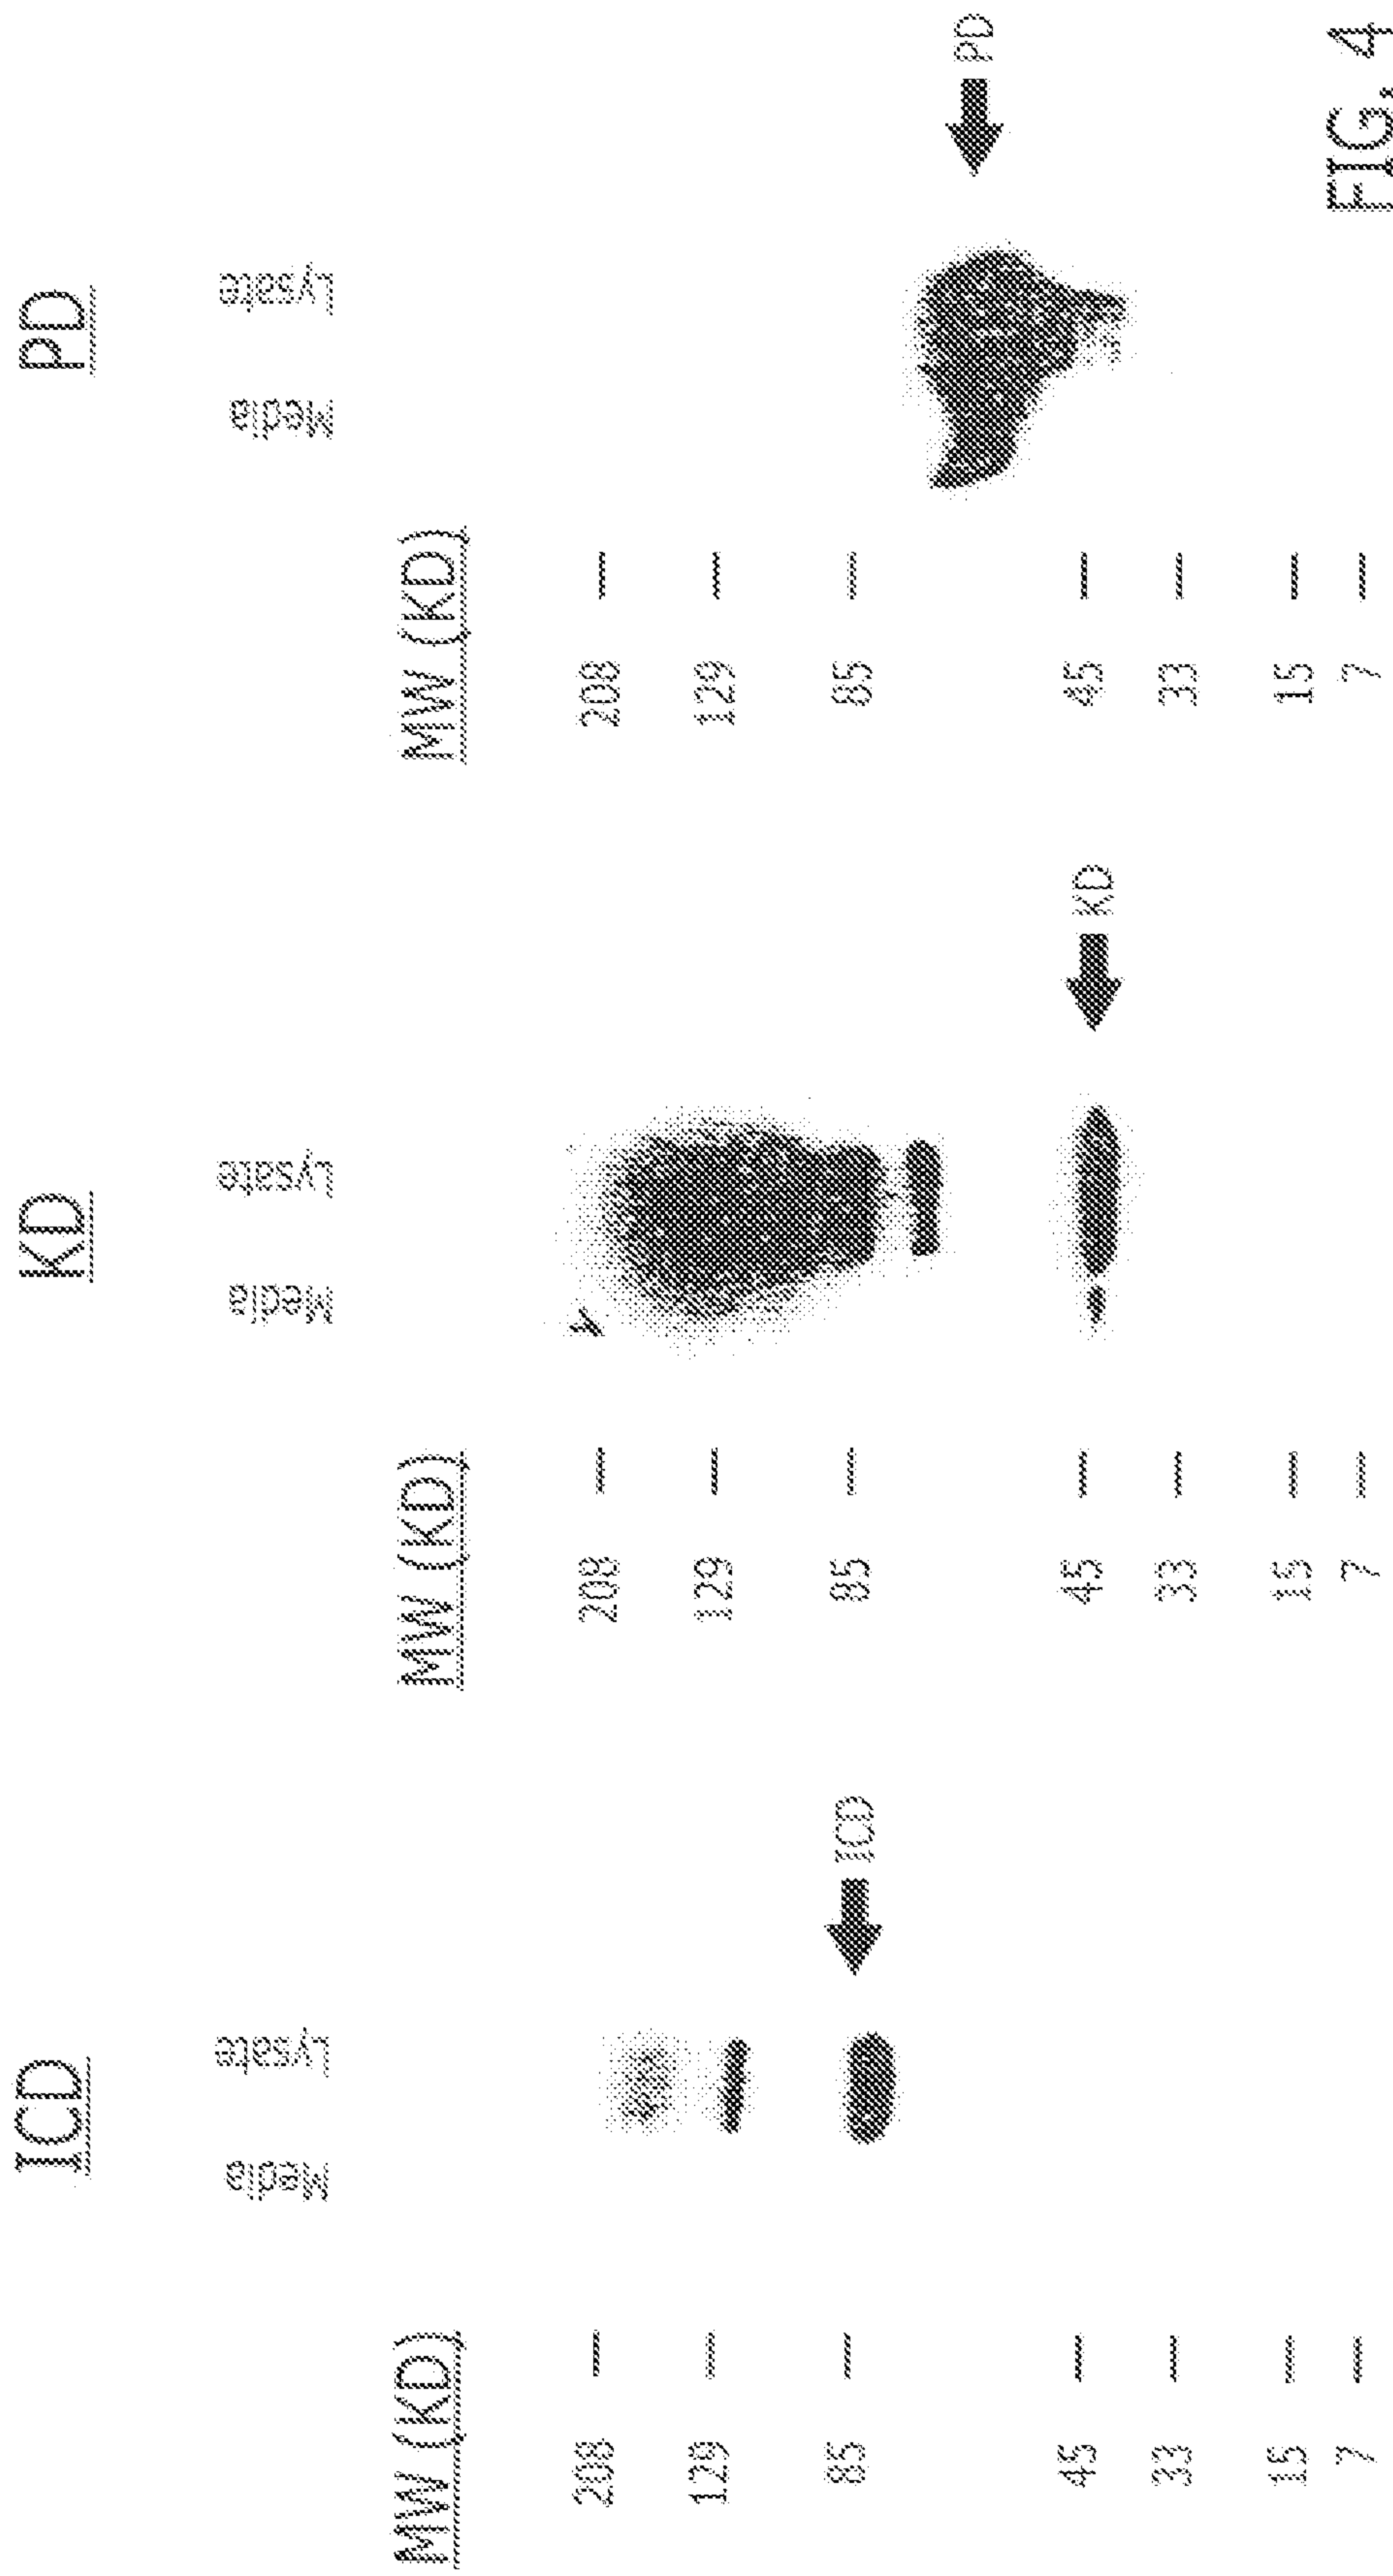 ICD
Media
Lysate
MW (KD)
208
129
85
45
33
15
7
ICD
KD
Media
Lysate
MW (KD)
208
129
85
45
33
15
7
KD
PD
Media
Lysate
MW (KD)
208
129
85
45
33
15
7
PD
FIG. 4